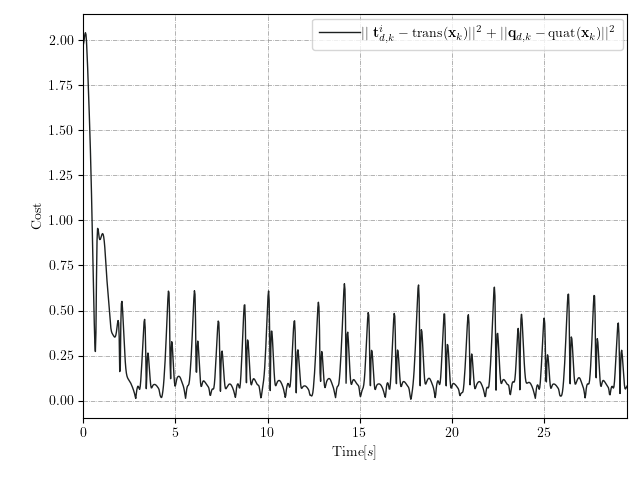 || t^i_{d,k} − trans(x_k)||^2 + ||q_{d,k} − quat(x_k)||^2
2.00
1.75
1.50
1.25
1.00
0.75
0.50
0.25
0.00
Cost
0 5 10 15 20 25
Time[s]